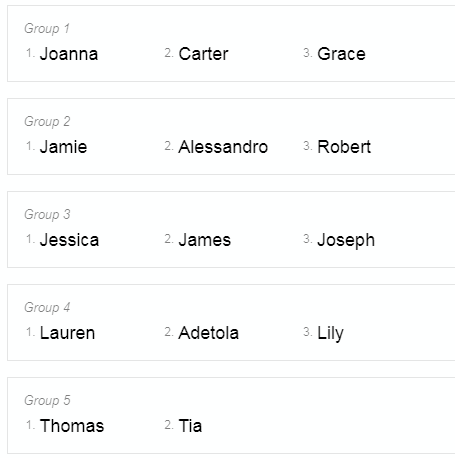 Group 1
1. Joanna 2. Carter 3. Grace
Group 2
1. Jamie 2. Alessandro 3. Robert
Group 3
1. Jessica 2. James 3. Joseph
Group 4
1. Lauren 2. Adetola 3. Lily
Group 5
1. Thomas 2. Tia